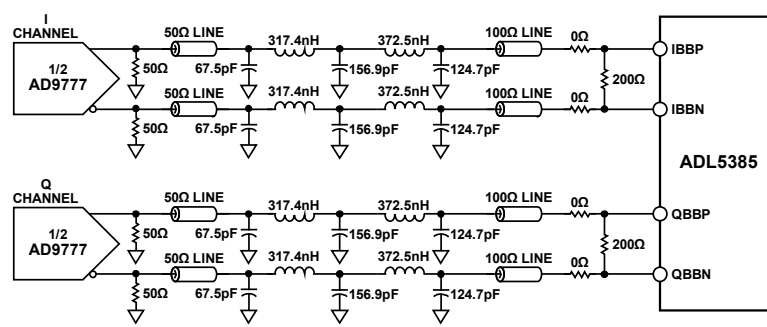 I
CHANNEL
1/2
AD9777
50Ω
50Ω LINE
67.5pF
317.4nH
156.9pF
372.5nH
124.7pF
100Ω LINE
0Ω
IBBP
50Ω
50Ω LINE
67.5pF
317.4nH
156.9pF
372.5nH
124.7pF
100Ω LINE
0Ω
200Ω
IBBN
ADL5385
Q
CHANNEL
1/2
AD9777
50Ω
50Ω LINE
67.5pF
317.4nH
156.9pF
372.5nH
124.7pF
100Ω LINE
0Ω
QBBP
50Ω
50Ω LINE
67.5pF
317.4nH
156.9pF
372.5nH
124.7pF
100Ω LINE
0Ω
200Ω
QBBN